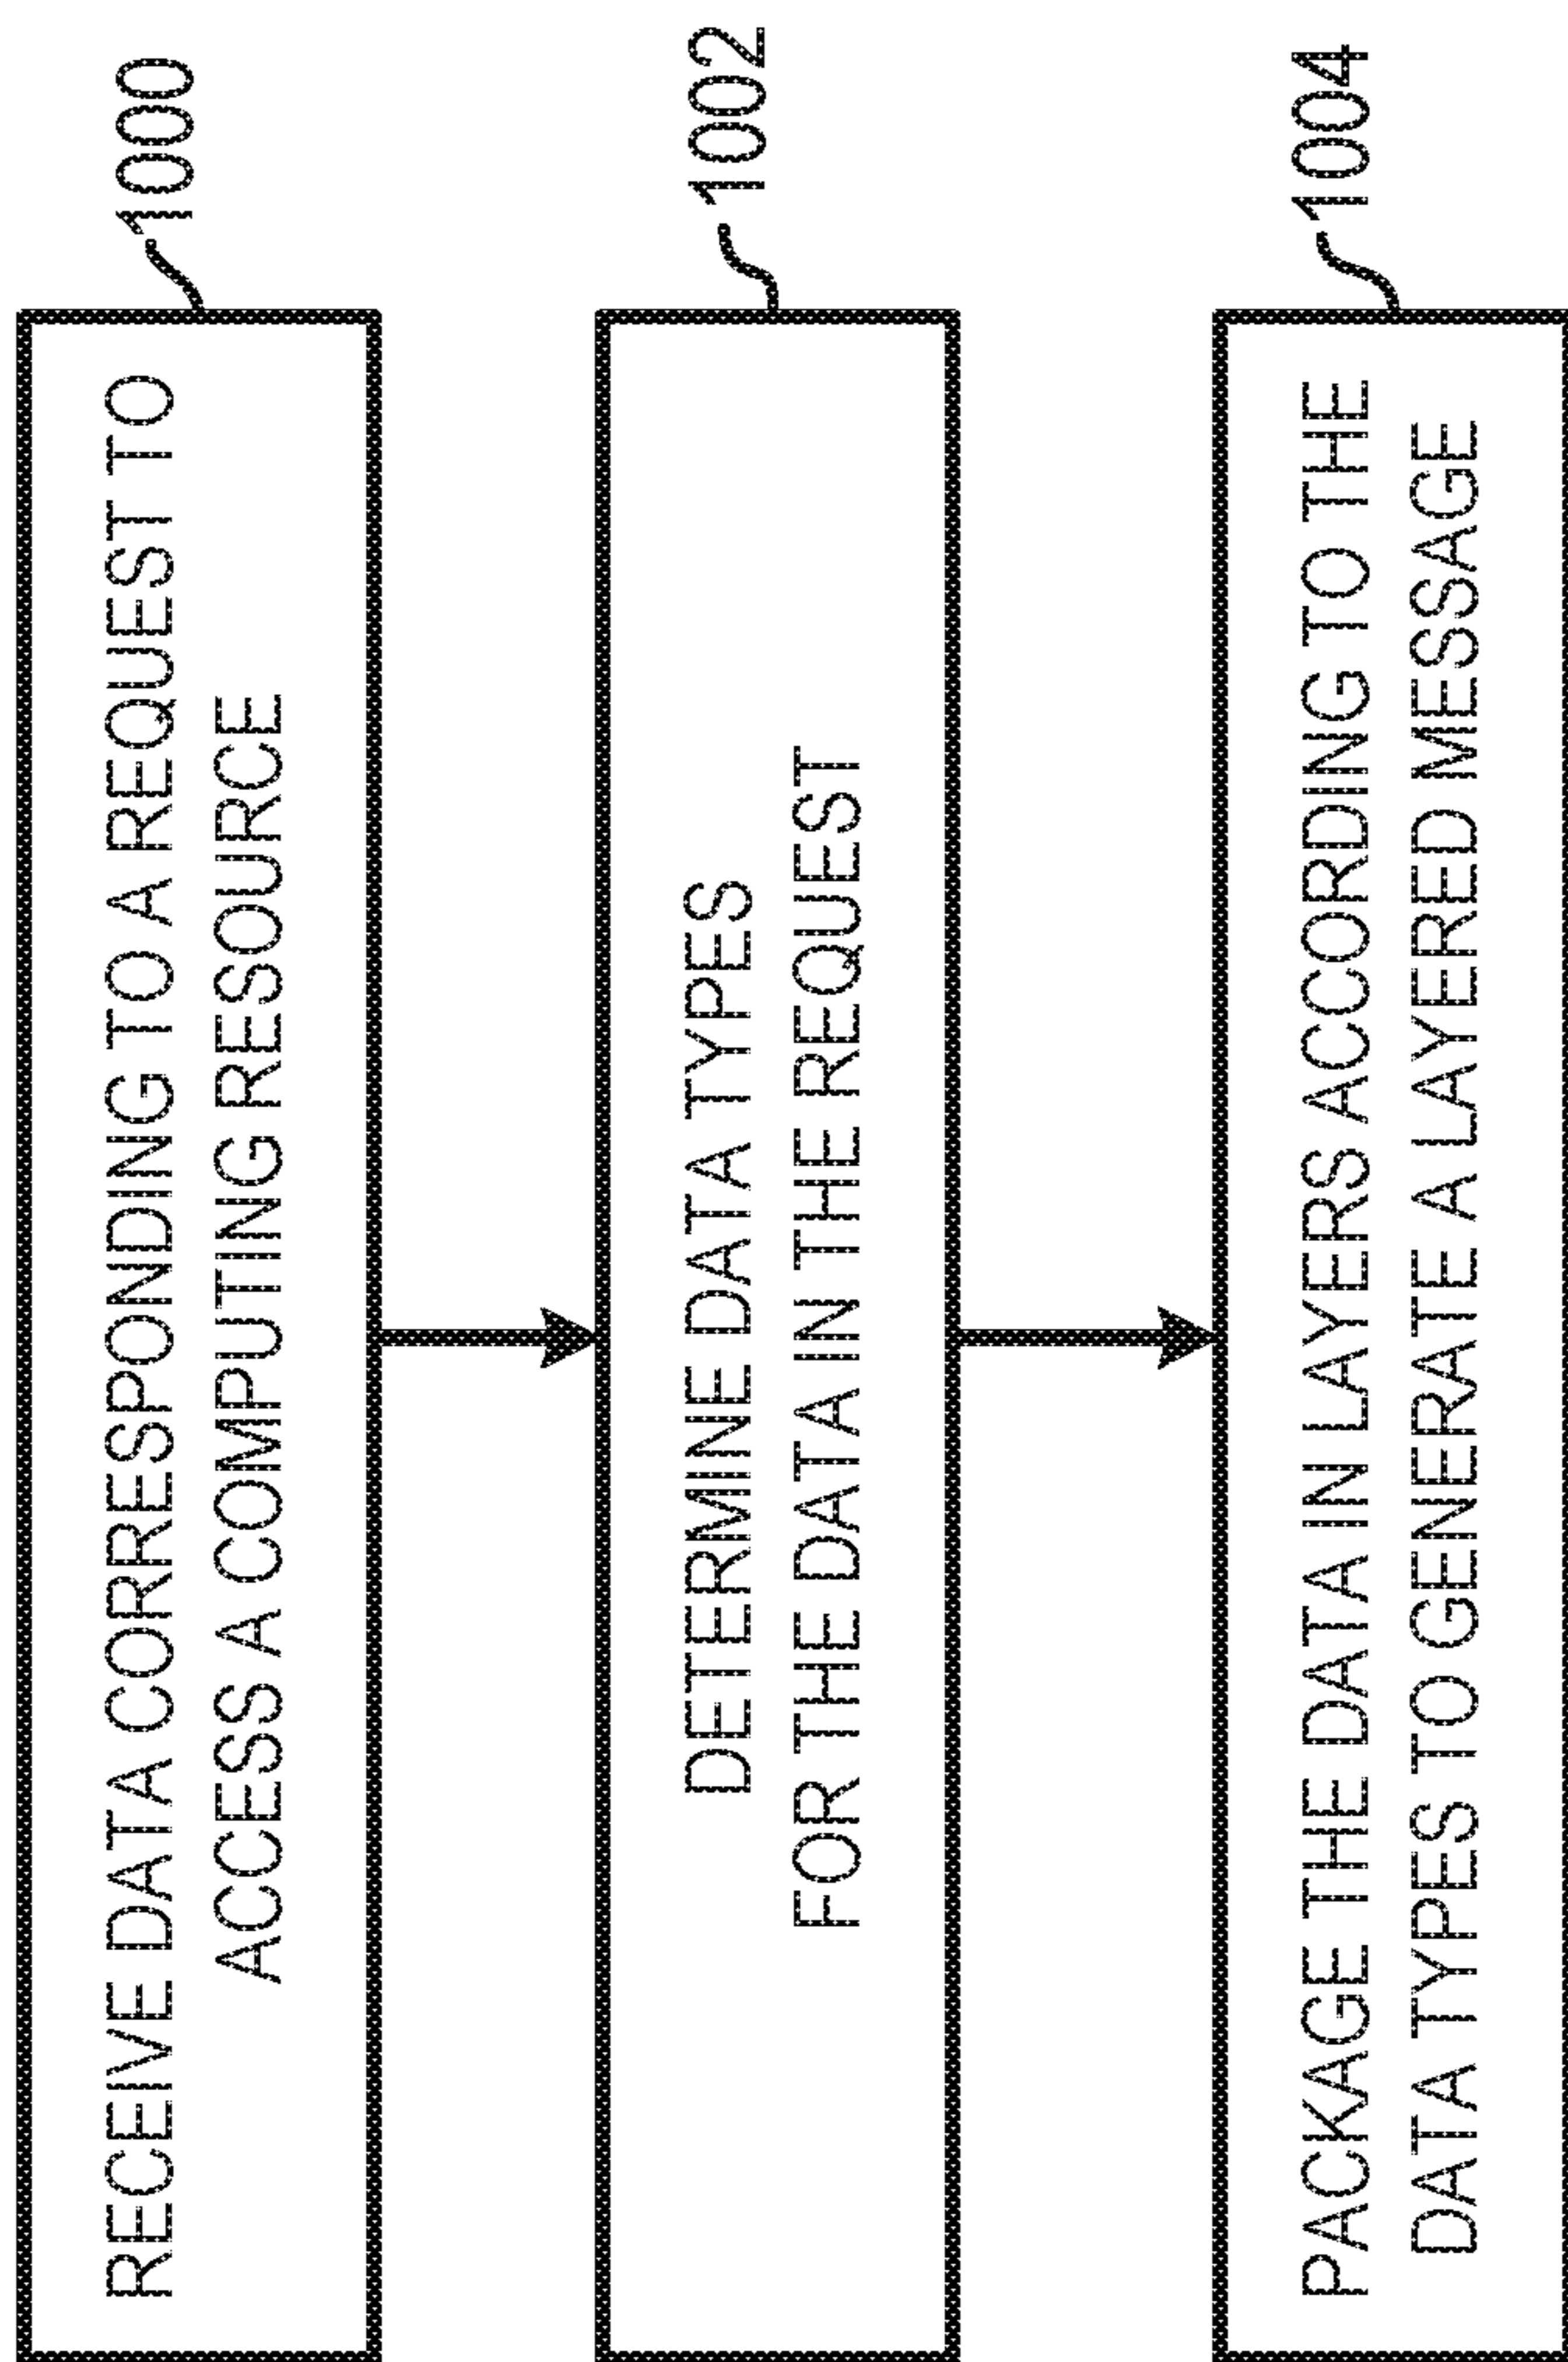 RECEIVE DATA CORRESPONDING TO A REQUEST TO
ACCESS A COMPUTING RESOURCE
1000
DETERMINE DATA TYPES
FOR THE DATA IN THE REQUEST
1002
PACKAGE THE DATA IN LAYERS ACCORDING TO THE
DATA TYPES TO GENERATE A LAYERED MESSAGE
1004